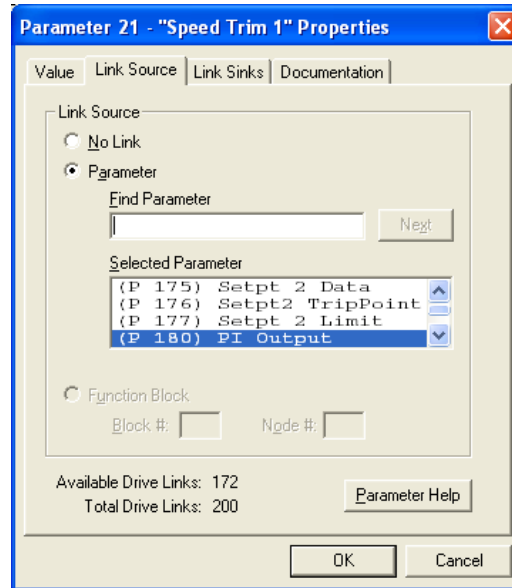 Parameter 21 - "Speed Trim 1" Properties
Value Link Source Link Sinks Documentation
Link Source
No Link
Parameter
Find Parameter
Next
Selected Parameter
(P 175) Setpt 2 Data
(P 176) Setpt2 TripPoint
(P 177) Setpt 2 Limit
(P 180) PI Output
Function Block
Block #: Node #:
Available Drive Links: 172
Total Drive Links: 200
Parameter Help
OK Cancel